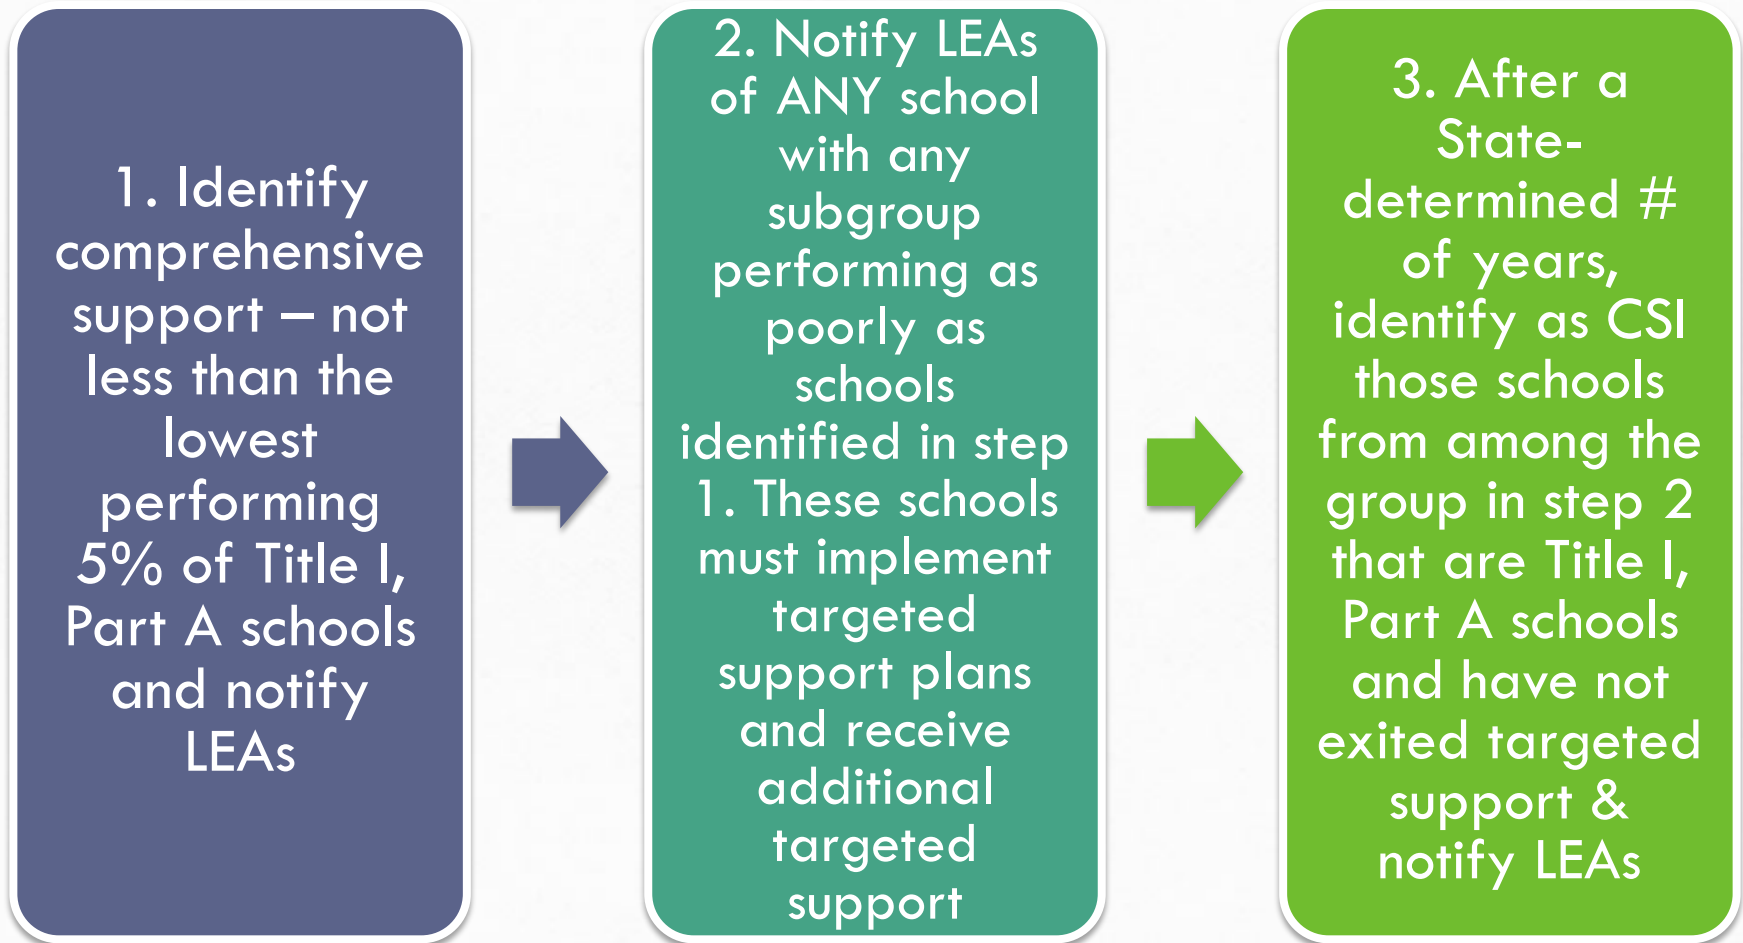 1. Identify
comprehensive
support – not
less than the
lowest
performing
5% of Title I,
Part A schools
and notify
LEAs
2. Notify LEAs
of ANY school
with any
subgroup
performing as
poorly as
schools
identified in step
1. These schools
must implement
targeted
support plans
and receive
additional
targeted
support
3. After a
State-
determined #
of years,
identify as CSI
those schools
from among the
group in step 2
that are Title I,
Part A schools
and have not
exited targeted
support &
notify LEAs